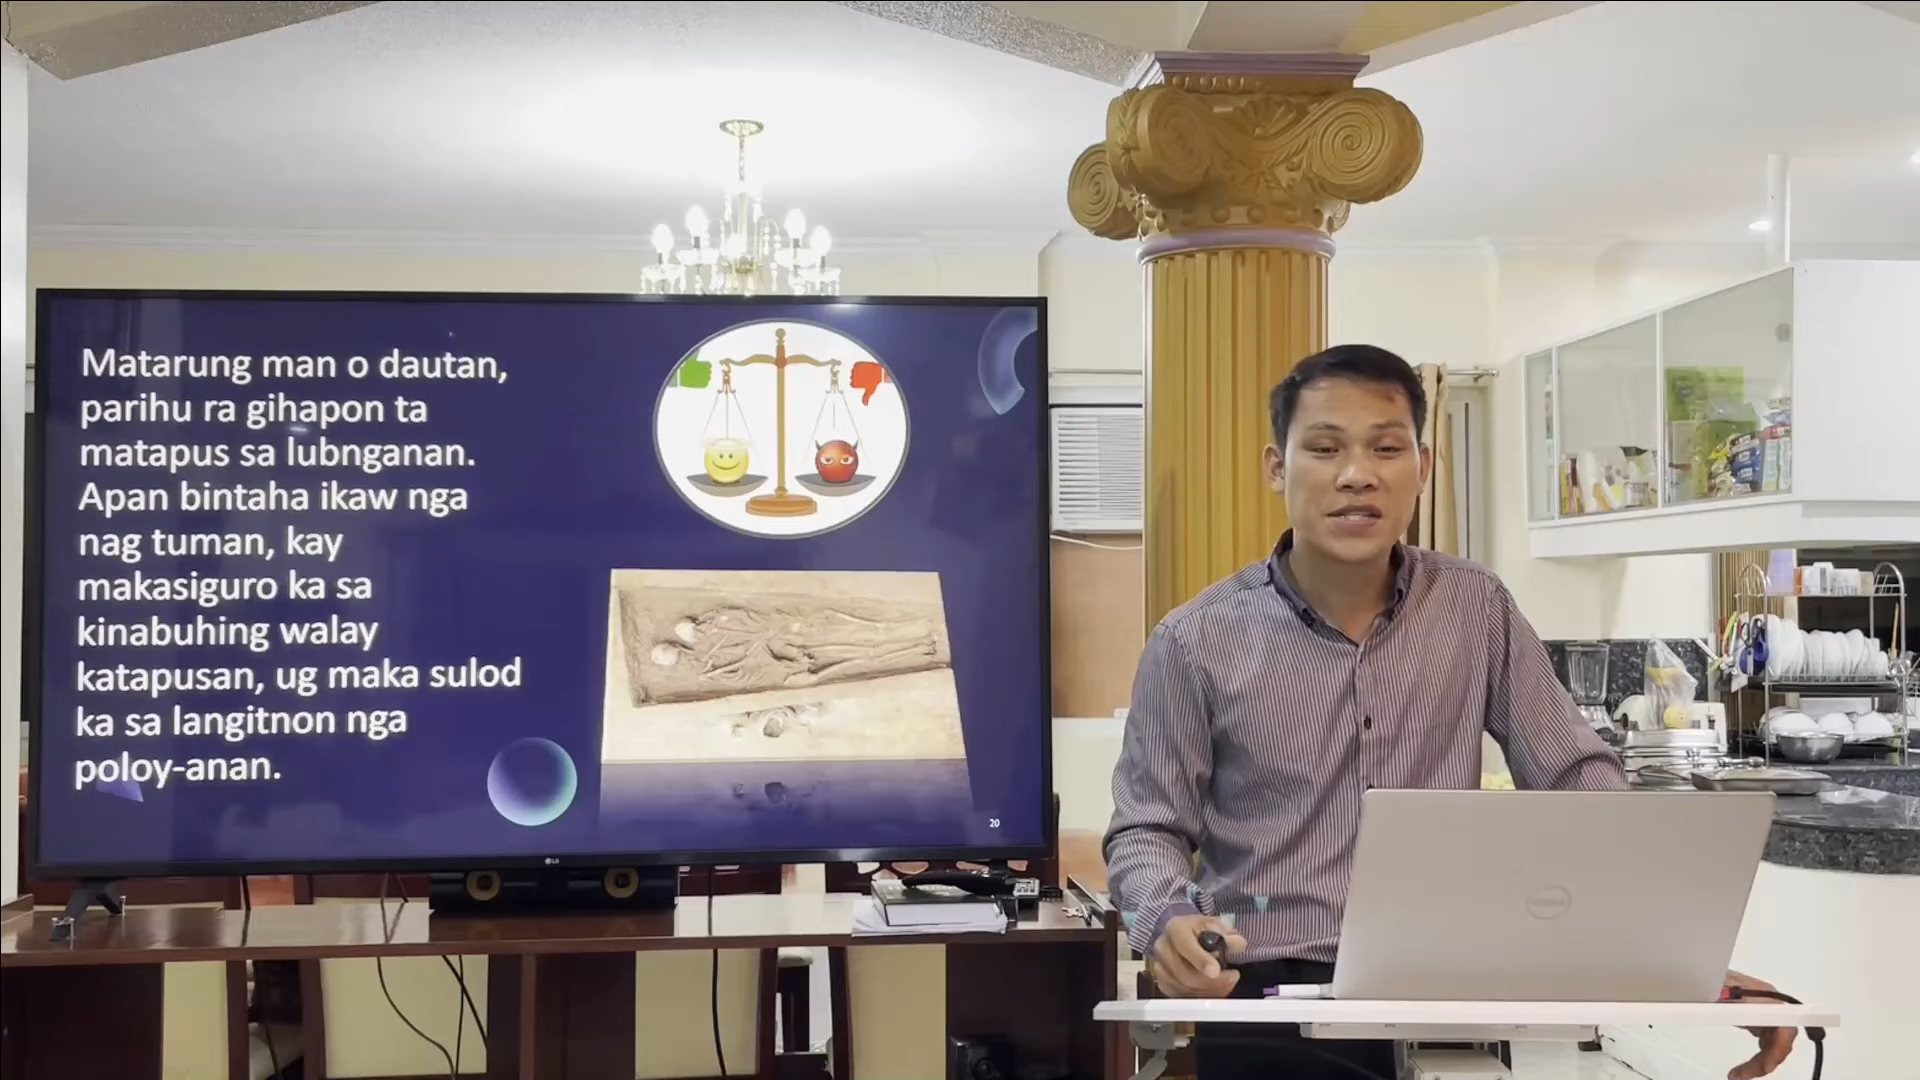 Matarung man o dautan,
parihu ra gihapon ta
matapus sa lubnganan.
Apan bintaha ikaw nga
nag tuman, kay
makasiguro ka sa
kinabuhing walay
katapusan, ug maka sulod
ka sa langitnon nga
poloy-anan.
20
LG